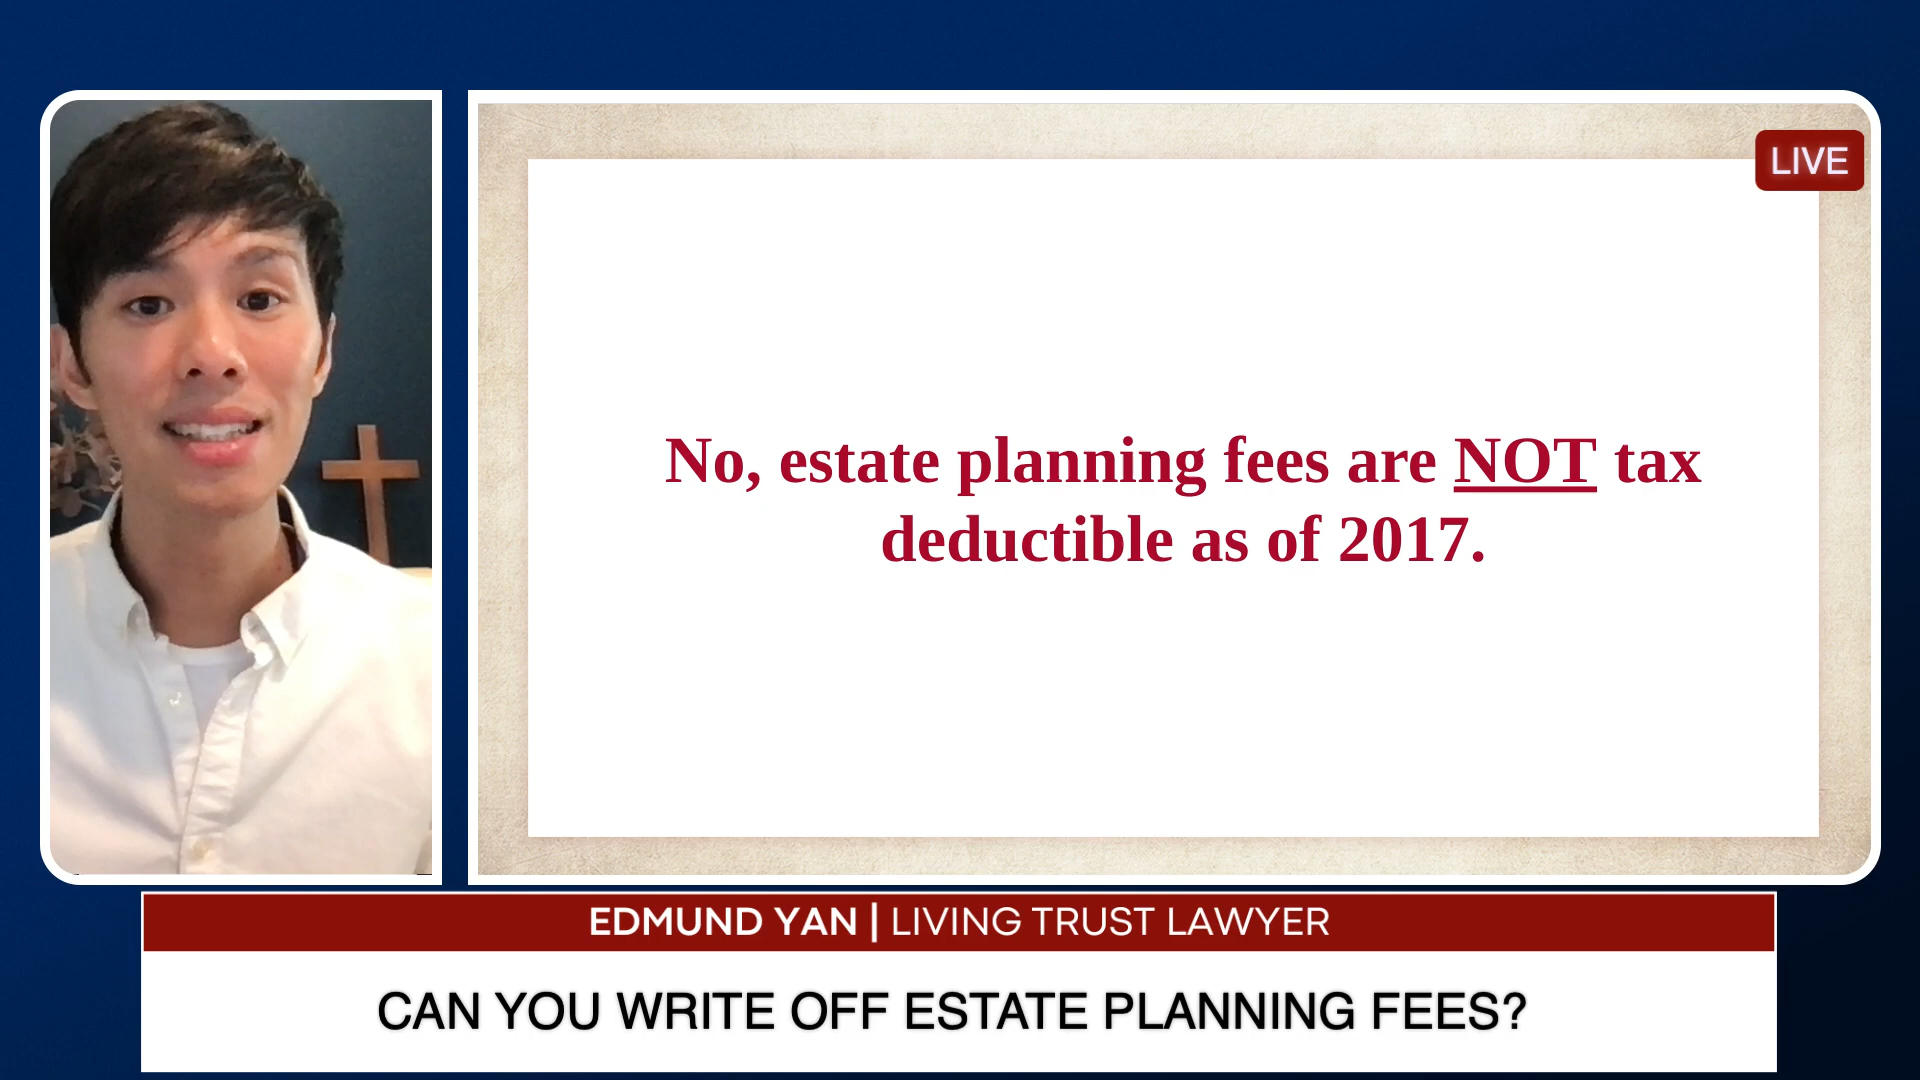 LIVE
No, estate planning fees are NOT tax
deductible as of 2017.
EDMUND YAN | LIVING TRUST LAWYER
CAN YOU WRITE OFF ESTATE PLANNING FEES?